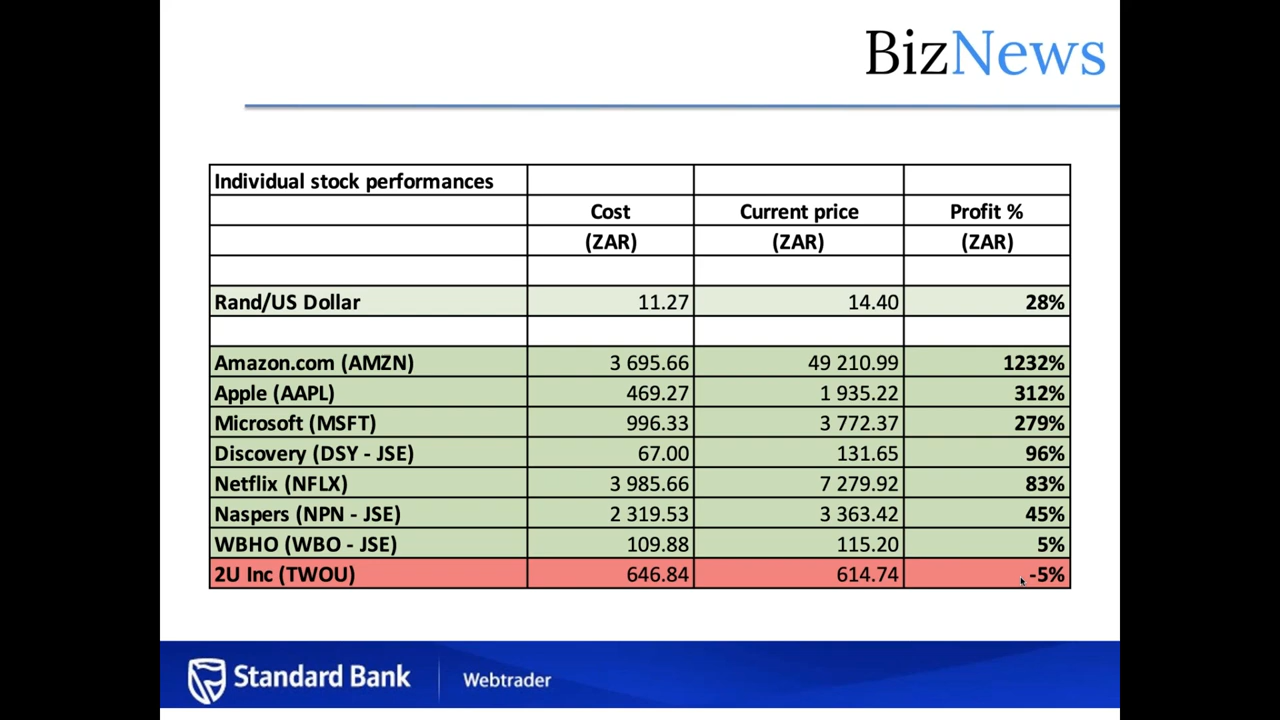 BizNews
Individual stock performances
Cost Current price Profit %
(ZAR) (ZAR) (ZAR)
Rand/US Dollar 11.27 14.40 28%
Amazon.com (AMZN) 3 695.66 49 210.99 1232%
Apple (AAPL) 469.27 1 935.22 312%
Microsoft (MSFT) 996.33 3 772.37 279%
Discovery (DSY - JSE) 67.00 131.65 96%
Netflix (NFLX) 3 985.66 7 279.92 83%
Naspers (NPN - JSE) 2 319.53 3 363.42 45%
WBHO (WBO - JSE) 109.88 115.20 5%
2U Inc (TWOU) 646.84 614.74 -5%
Standard Bank Webtrader